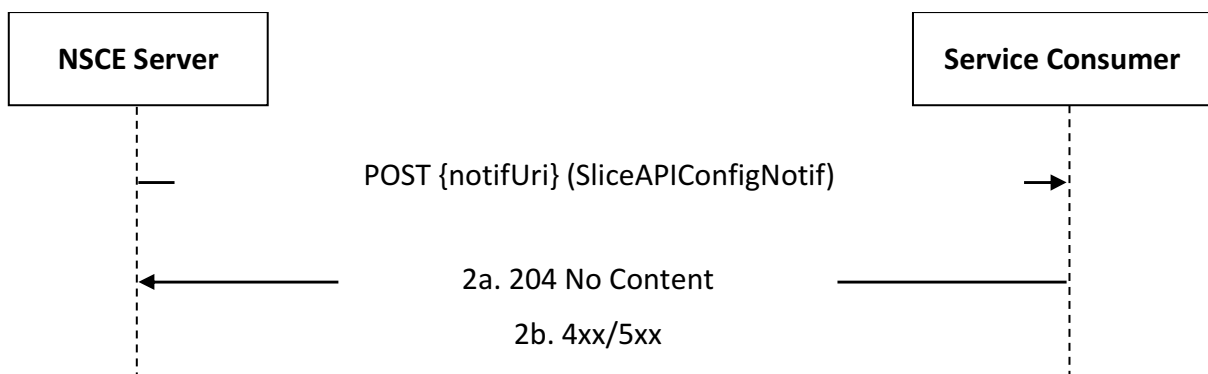 NSCE Server
Service Consumer
POST {notifUri} (SliceAPIConfigNotif)
2a. 204 No Content
2b. 4xx/5xx